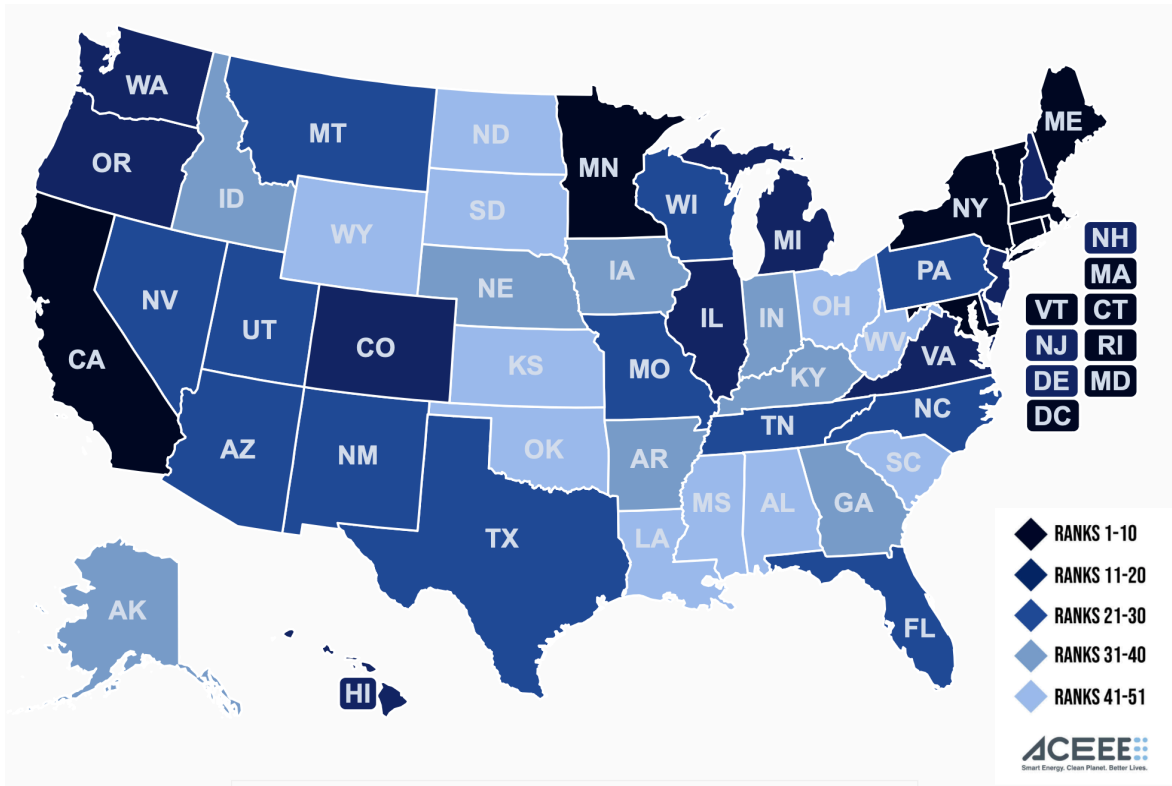 WA
MT
ND
MN
ME
OR
ID
SD
WI
NY
WY
MI
NH
NV
NE
IA
PA
MA
UT
CO
IL
IN
OH
VT
CT
CA
KS
MO
WV
VA
NJ
RI
KY
DE
MD
AZ
NM
OK
AR
TN
NC
DC
MS
AL
GA
SC
TX
LA
AK
FL
HI
RANKS 1-10
RANKS 11-20
RANKS 21-30
RANKS 31-40
RANKS 41-51
ACEEE
Smart Energy. Clean Planet. Better Lives.